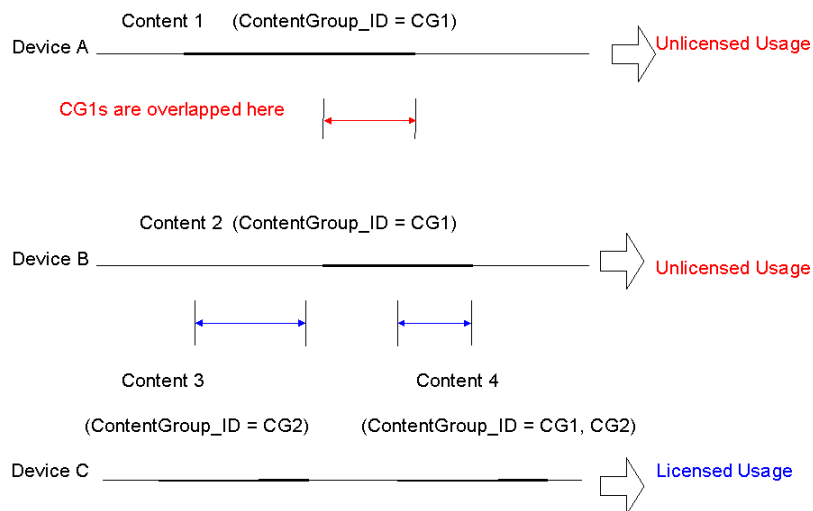 Content 1 (ContentGroup_ID = CG1)
Device A
Unlicensed Usage
CG1s are overlapped here
Content 2 (ContentGroup_ID = CG1)
Device B
Unlicensed Usage
Content 3
Content 4
(ContentGroup_ID = CG2)
(ContentGroup_ID = CG1, CG2)
Device C
Licensed Usage